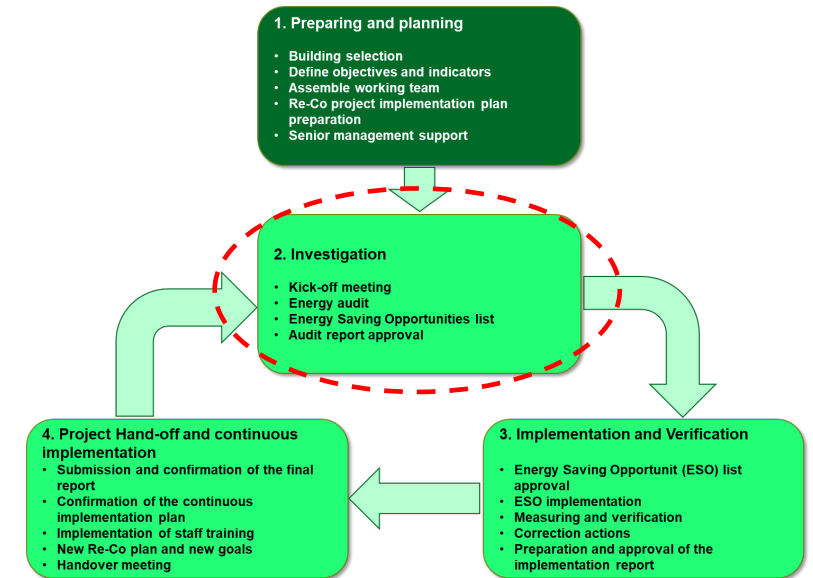 1. Preparing and planning
• Building selection
• Define objectives and indicators
• Assemble working team
• Re-Co project implementation plan
preparation
• Senior management support
2. Investigation
• Kick-off meeting
• Energy audit
• Energy Saving Opportunities list
• Audit report approval
3. Implementation and Verification
• Energy Saving Opportunit (ESO) list
approval
• ESO implementation
• Measuring and verification
• Correction actions
• Preparation and approval of the
implementation report
4. Project Hand-off and continuous
implementation
• Submission and confirmation of the final
report
• Confirmation of the continuous
implementation plan
• Implementation of staff training
• New Re-Co plan and new goals
• Handover meeting